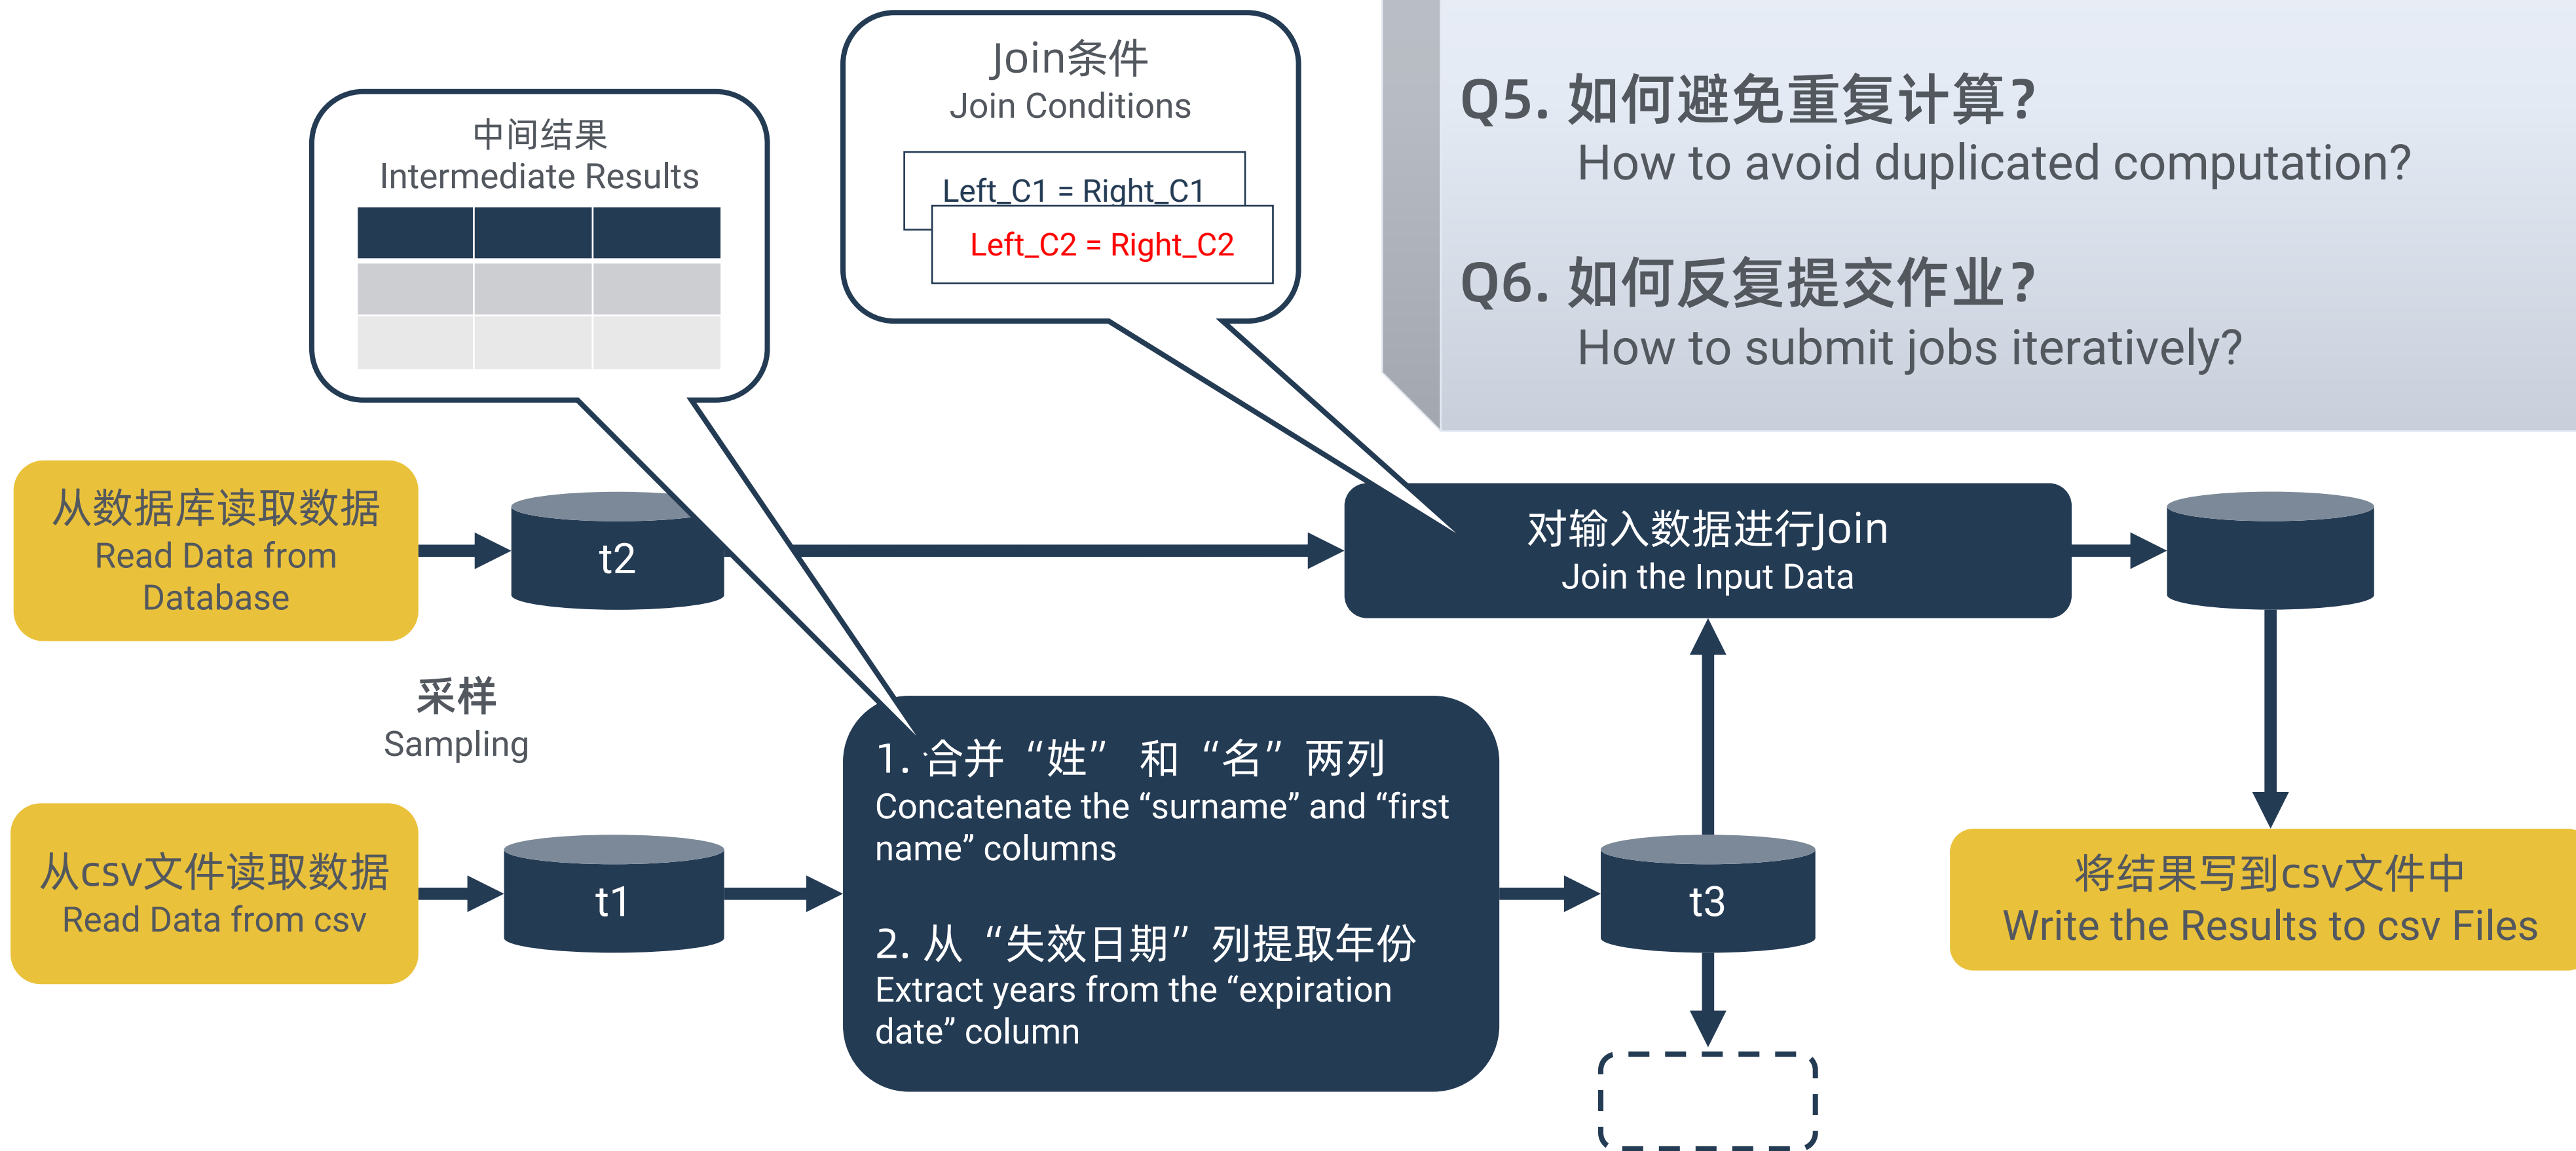 中间结果
Intermediate Results
Join条件
Join Conditions
Left_C1 = Right_C1
Left_C2 = Right_C2
Q5. 如何避免重复计算？
How to avoid duplicated computation?
Q6. 如何反复提交作业？
How to submit jobs iteratively?
从数据库读取数据
Read Data from
Database
t2
对输入数据进行Join
Join the Input Data
采样
Sampling
从csv文件读取数据
Read Data from csv
t1
1. 合并“姓” 和“名”两列
Concatenate the “surname” and “first
name” columns
2. 从“失效日期”列提取年份
Extract years from the “expiration
date” column
t3
将结果写到csv文件中
Write the Results to csv Files